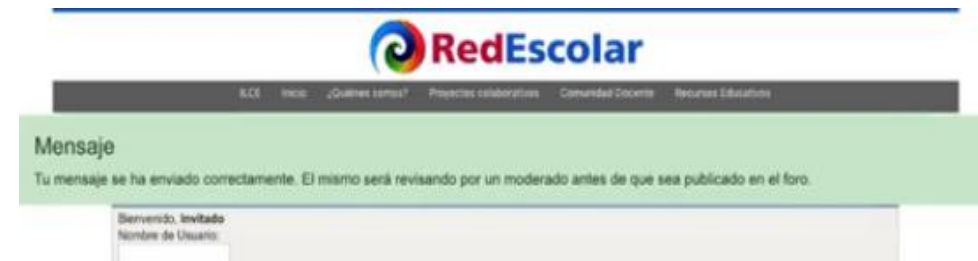 RedEscolar
ILCE Inicio ¿Quiénes somos? Proyectos colaborativos Comunidad Docente Recursos Educativos
Mensaje
Tu mensaje se ha enviado correctamente. El mismo será revisando por un moderado antes de que sea publicado en el foro.
Bienvenido, Invitado
Nombre de Usuario: